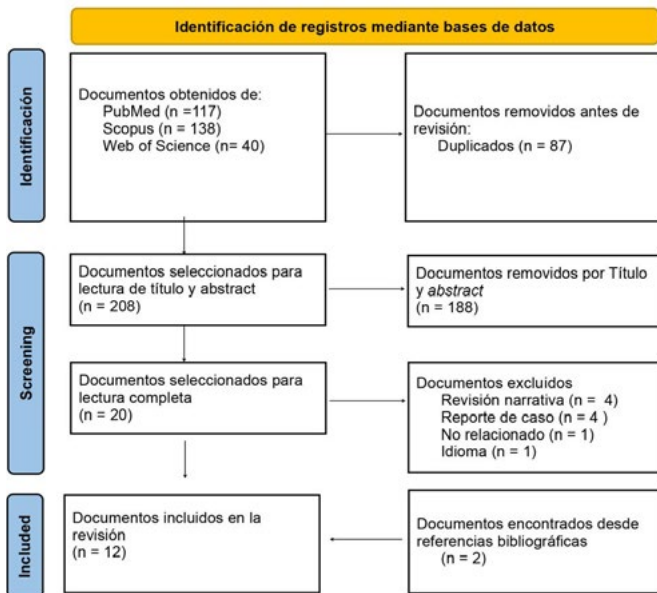 Identificación de registros mediante bases de datos
Identificación
Documentos obtenidos de:
PubMed (n =117)
Scopus (n = 138)
Web of Science (n= 40)
Documentos removidos antes de
revisión:
Duplicados (n = 87)
Screening
Documentos seleccionados para
lectura de título y abstract
(n = 208)
Documentos removidos por Título
y abstract
(n = 188)
Documentos seleccionados para
lectura completa
(n = 20)
Documentos excluidos
Revisión narrativa (n = 4)
Reporte de caso (n = 4 )
No relacionado (n = 1)
Idioma (n = 1)
Included
Documentos incluidos en la
revisión
(n = 12)
Documentos encontrados desde
referencias bibliográficas
(n = 2)